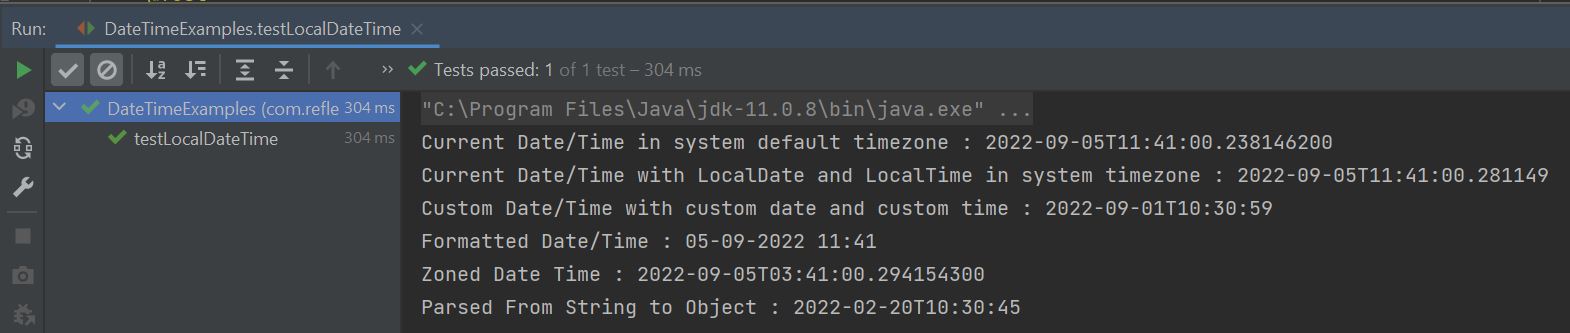 Run: DateTimeExamples.testLocalDateTime
Tests passed: 1 of 1 test – 304 ms
DateTimeExamples (com.refle 304 ms
testLocalDateTime 304 ms
"C:\Program Files\Java\jdk-11.0.8\bin\java.exe" ...
Current Date/Time in system default timezone : 2022-09-05T11:41:00.238146200
Current Date/Time with LocalDate and LocalTime in system timezone : 2022-09-05T11:41:00.281149
Custom Date/Time with custom date and custom time : 2022-09-01T10:30:59
Formatted Date/Time : 05-09-2022 11:41
Zoned Date Time : 2022-09-05T03:41:00.294154300
Parsed From String to Object : 2022-02-20T10:30:45